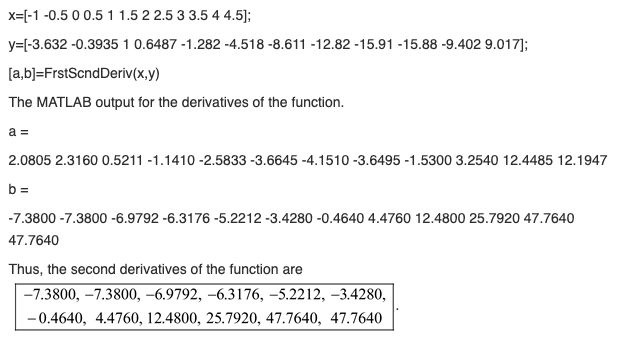 x=[-1 -0.5 0 0.5 1 1.5 2 2.5 3 3.5 4 4.5];
y=[-3.632 -0.3935 1 0.6487 -1.282 -4.518 -8.611 -12.82 -15.91 -15.88 -9.402 9.017];
[a,b]=FrstScndDeriv(x,y)
The MATLAB output for the derivatives of the function.
a =
2.0805 2.3160 0.5211 -1.1410 -2.5833 -3.6645 -4.1510 -3.6495 -1.5300 3.2540 12.4485 12.1947
b =
-7.3800 -7.3800 -6.9792 -6.3176 -5.2212 -3.4280 -0.4640 4.4760 12.4800 25.7920 47.7640
47.7640
Thus, the second derivatives of the function are
−7.3800, −7.3800, −6.9792, −6.3176, −5.2212, −3.4280,
−0.4640, 4.4760, 12.4800, 25.7920, 47.7640, 47.7640 .